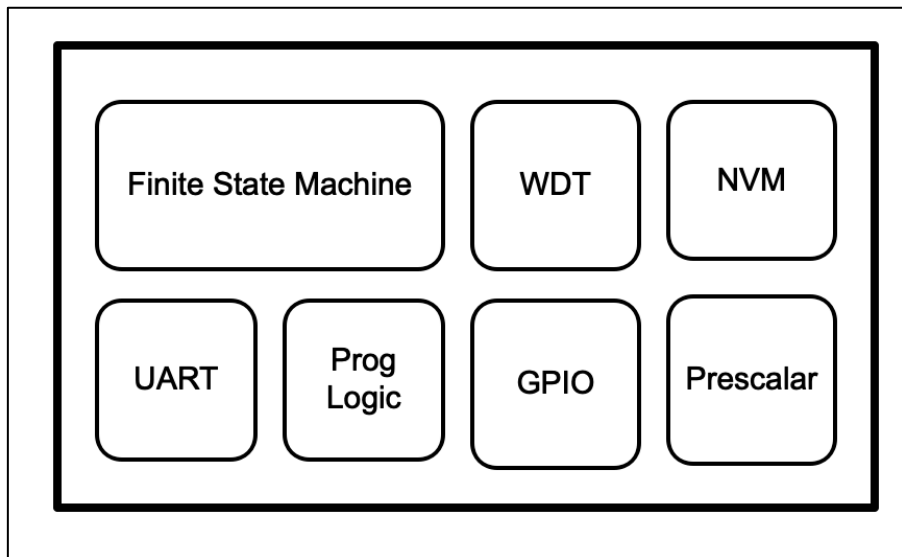 Finite State Machine
WDT
NVM
UART
Prog
Logic
GPIO
Prescalar